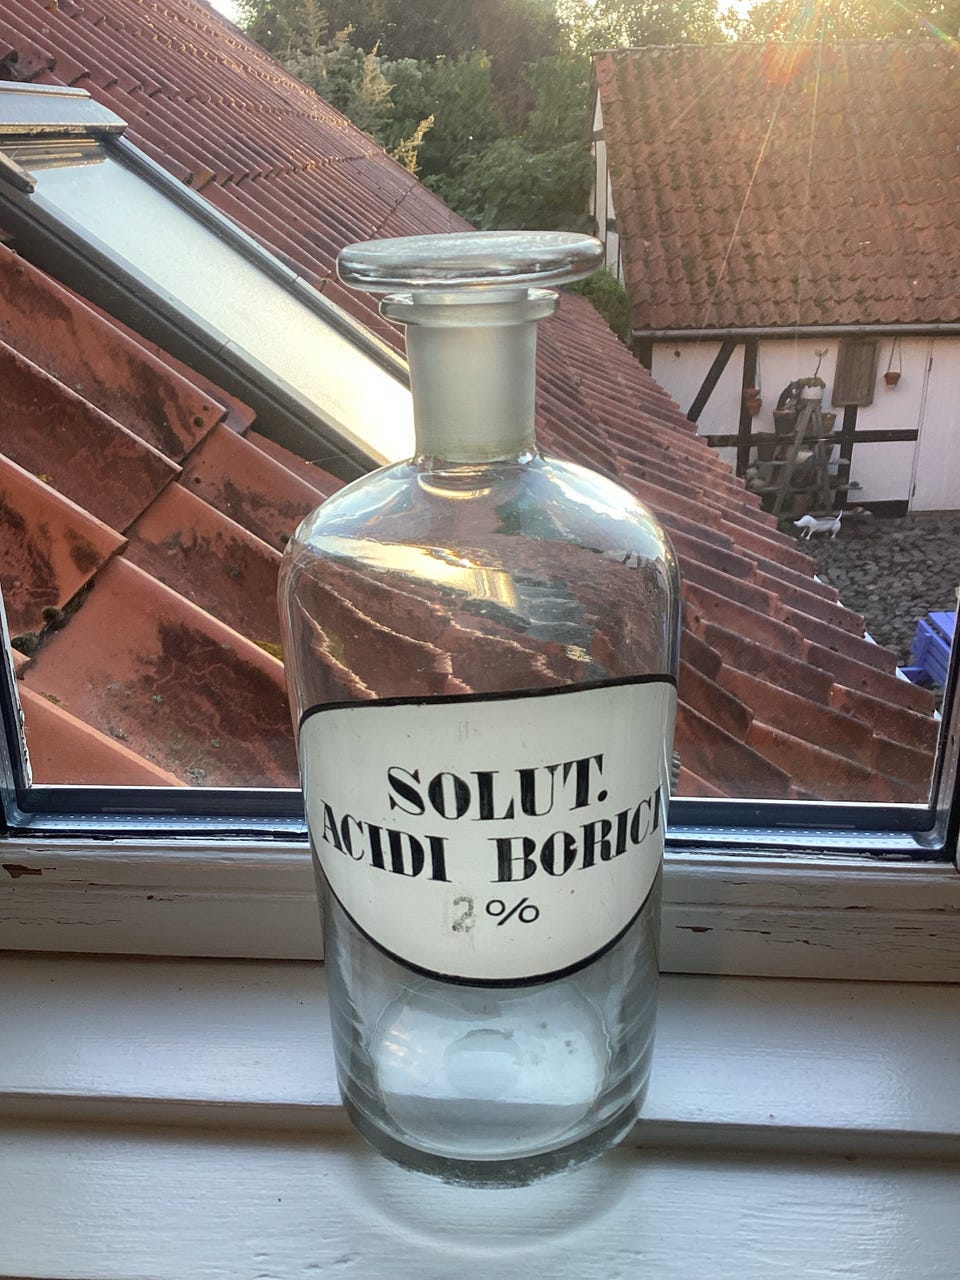 SOLUT.
ACIDI BORICI
2 %